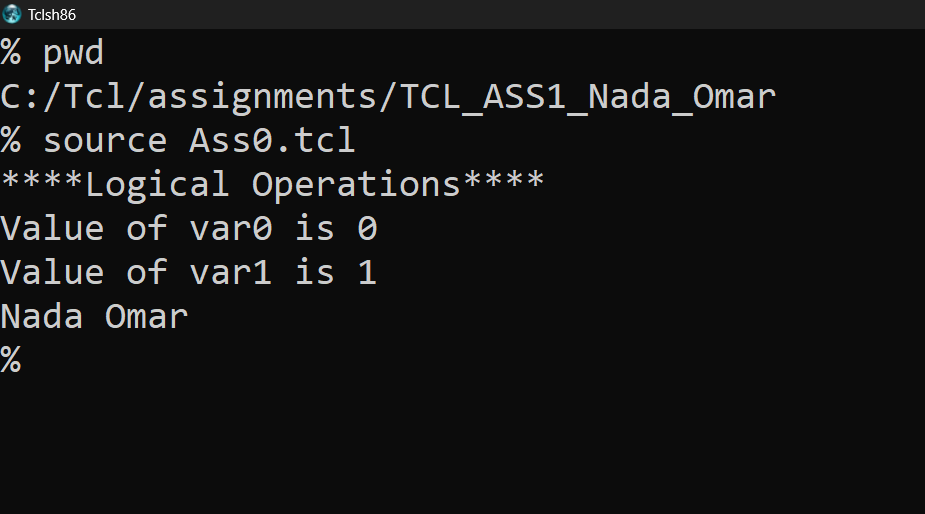 Tclsh86
% pwd
C:/Tcl/assignments/TCL_ASS1_Nada_Omar
% source Ass0.tcl
****Logical Operations****
Value of var0 is 0
Value of var1 is 1
Nada Omar
%